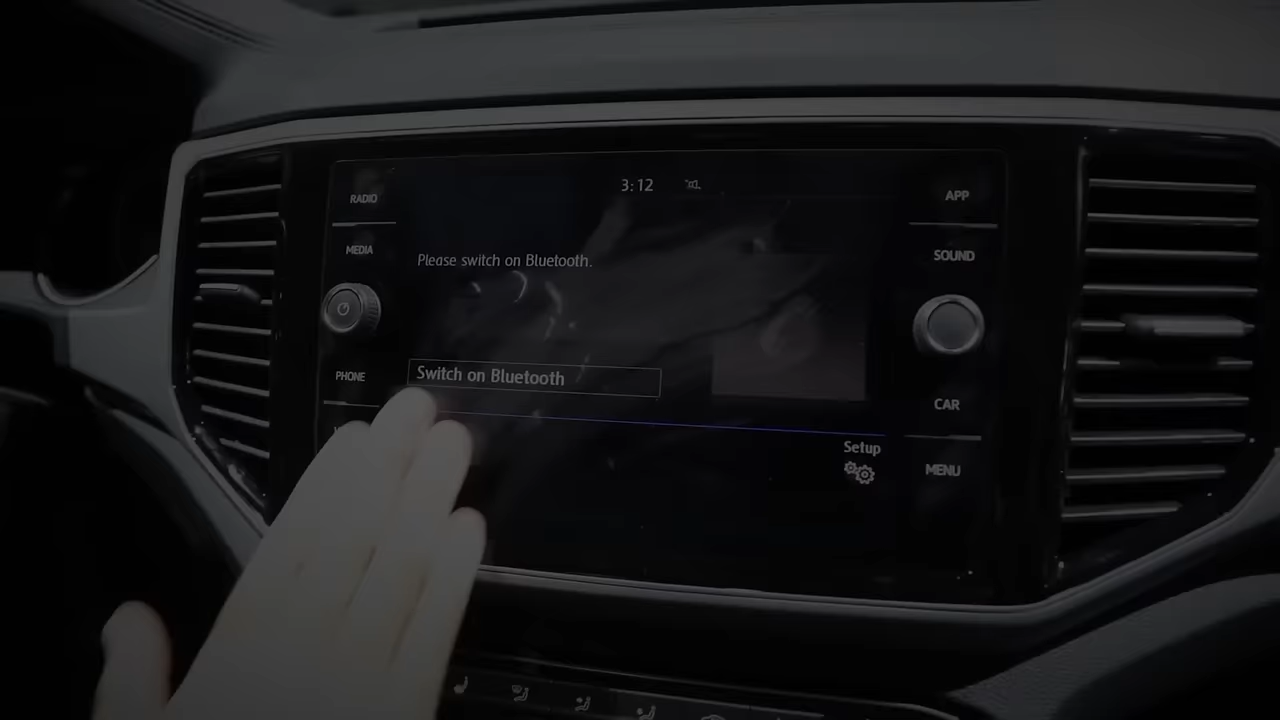 3:12
RADIO
APP
MEDIA
SOUND
Please switch on Bluetooth.
PHONE
Switch on Bluetooth
CAR
Setup
MENU